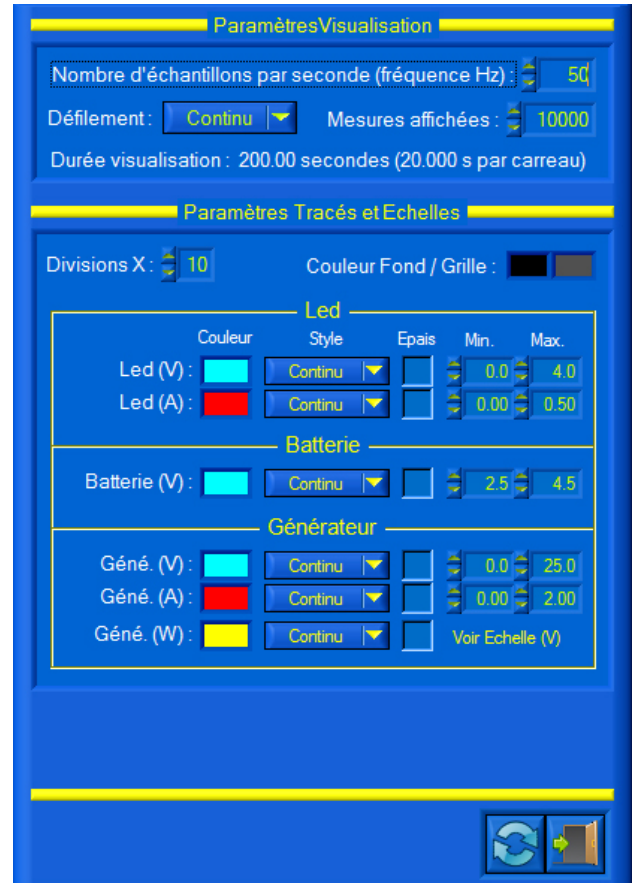 ParamètresVisualisation
Nombre d'échantillons par seconde (fréquence Hz) : 50
Défilement : Continu Mesures affichées : 10000
Durée visualisation : 200.00 secondes (20.000 s par carreau)
Paramètres Tracés et Echelles
Divisions X : 10 Couleur Fond / Grille :
Led
Couleur Style Epais Min. Max.
Led (V) : Continu 0.0 4.0
Led (A) : Continu 0.00 0.50
Batterie
Batterie (V) : Continu 2.5 4.5
Générateur
Géné. (V) : Continu 0.0 25.0
Géné. (A) : Continu 0.00 2.00
Géné. (W) : Continu Voir Echelle (V)